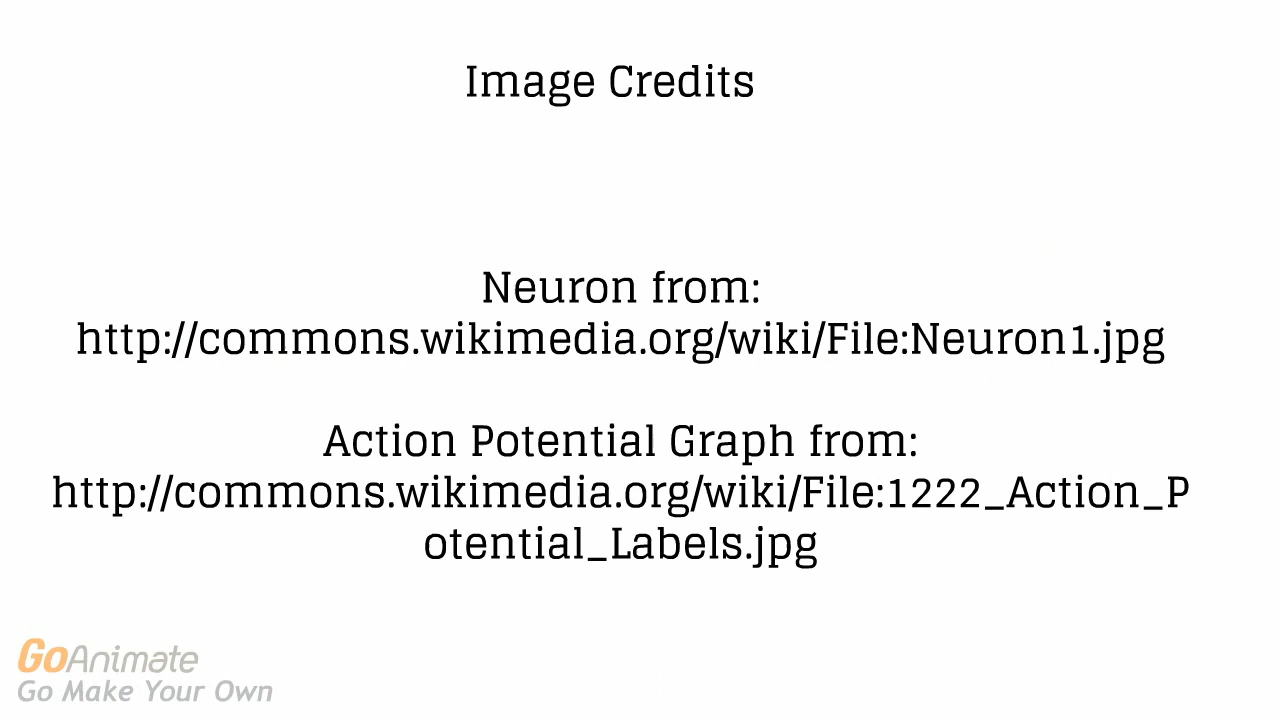 Image Credits
Neuron from:
http://commons.wikimedia.org/wiki/File:Neuron1.jpg
Action Potential Graph from:
http://commons.wikimedia.org/wiki/File:1222_Action_P
otential_Labels.jpg
GoAnimate
Go Make Your Own